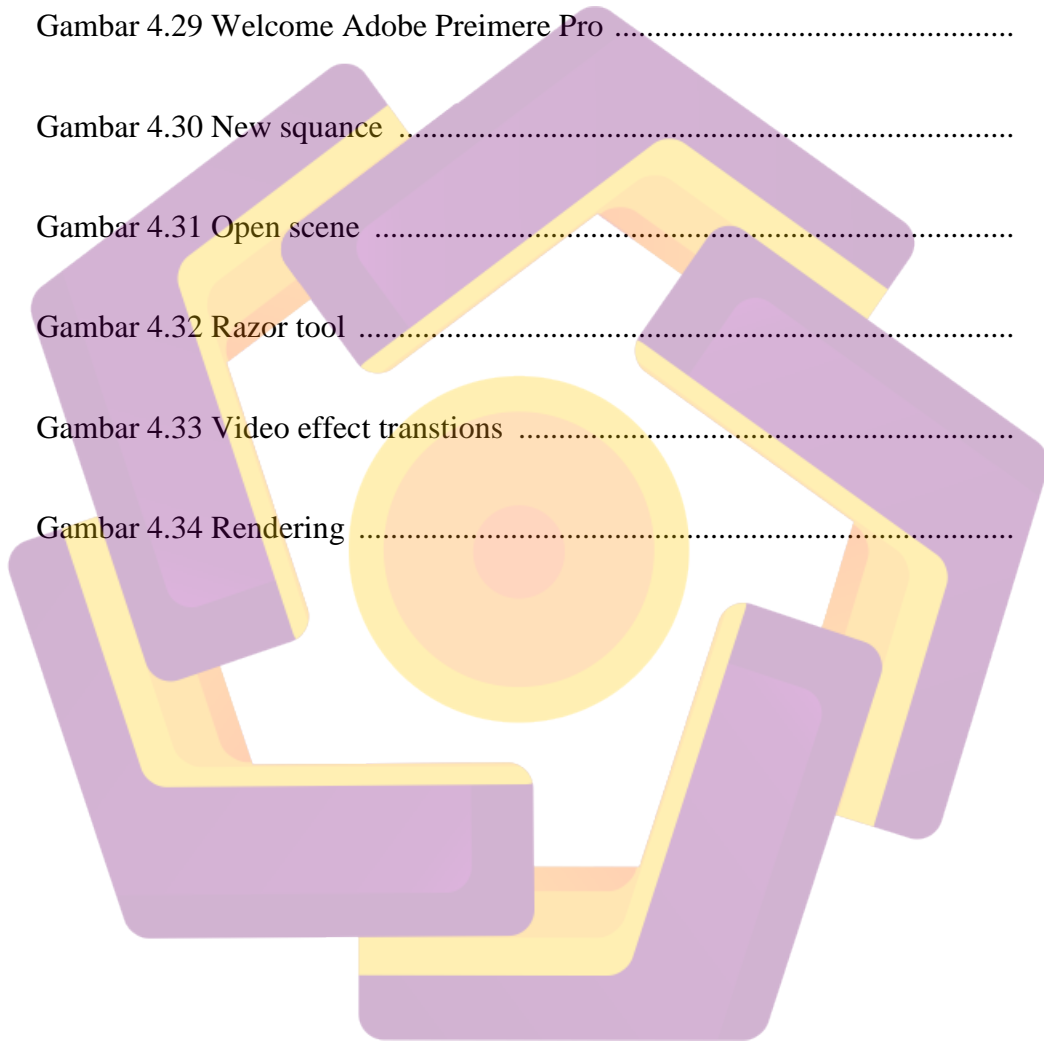 Gambar 4.29 Welcome Adobe Preimere Pro ..................................................
Gambar 4.30 New squance ..............................................................................
Gambar 4.31 Open scene .................................................................................
Gambar 4.32 Razor tool ...................................................................................
Gambar 4.33 Video effect transtions ...............................................................
Gambar 4.34 Rendering ...................................................................................